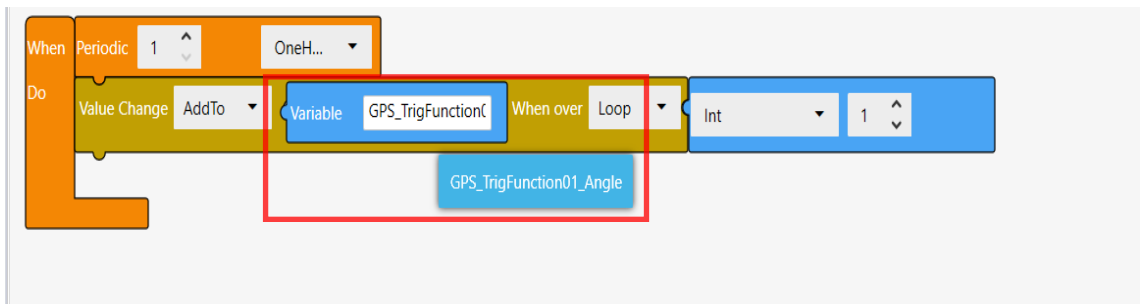 When Periodic 1 OneH...
Do Value Change AddTo Variable GPS_TrigFunction( When over Loop Int 1
GPS_TrigFunction01_Angle